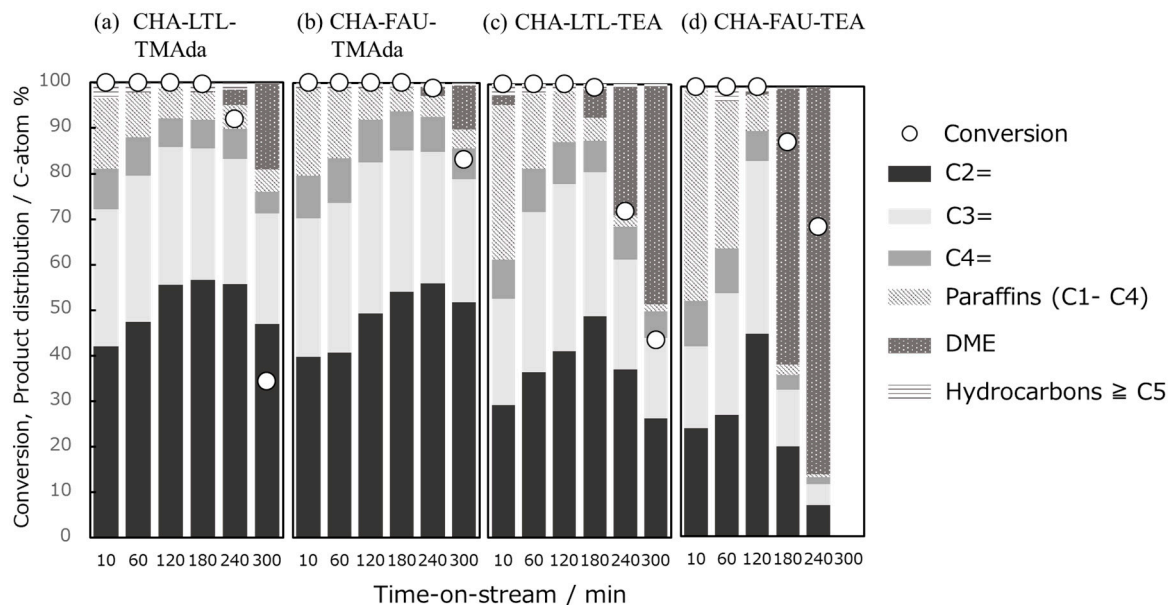 (a) CHA-LTL-
TMAda
(b) CHA-FAU-
TMAda
(c) CHA-LTL-TEA
(d) CHA-FAU-TEA
Conversion, Product distribution / C-atom %
100
90
80
70
60
50
40
30
20
10
0
10 60 120 180 240 300
10 60 120 180 240 300
10 60 120 180 240 300
10 60 120 180 240 300
Time-on-stream / min
Conversion
C2=
C3=
C4=
Paraffins (C1- C4)
DME
Hydrocarbons ≧ C5